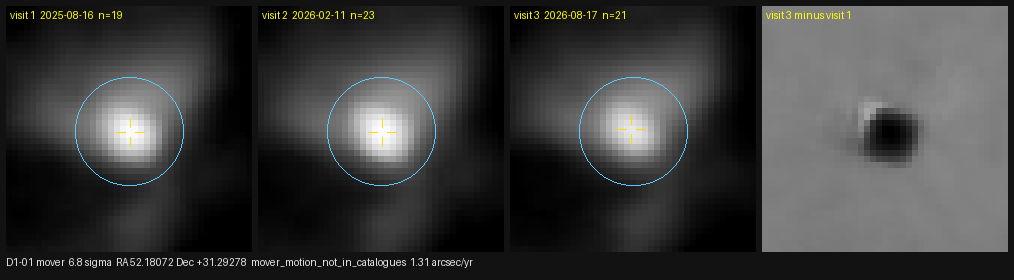 visit 1 2025-08-16 n=19
visit 2 2026-02-11 n=23
visit 3 2026-08-17 n=21
visit 3 minus visit 1
D1-01 mover 6.8 sigma RA 52.18072 Dec +31.29278 mover_motion_not_in_catalogues 1.31 arcsec/yr